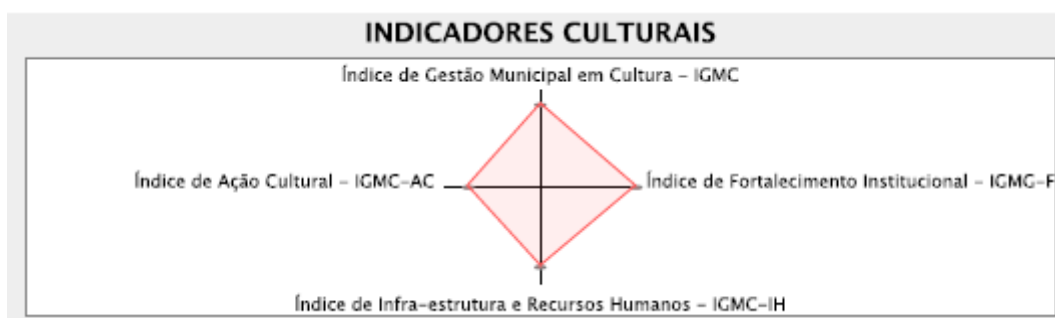 INDICADORES CULTURAIS
Índice de Gestão Municipal em Cultura – IGMC
Índice de Ação Cultural – IGMC-AC
Índice de Fortalecimento Institucional – IGMG-F
Índice de Infra-estrutura e Recursos Humanos – IGMC-IH